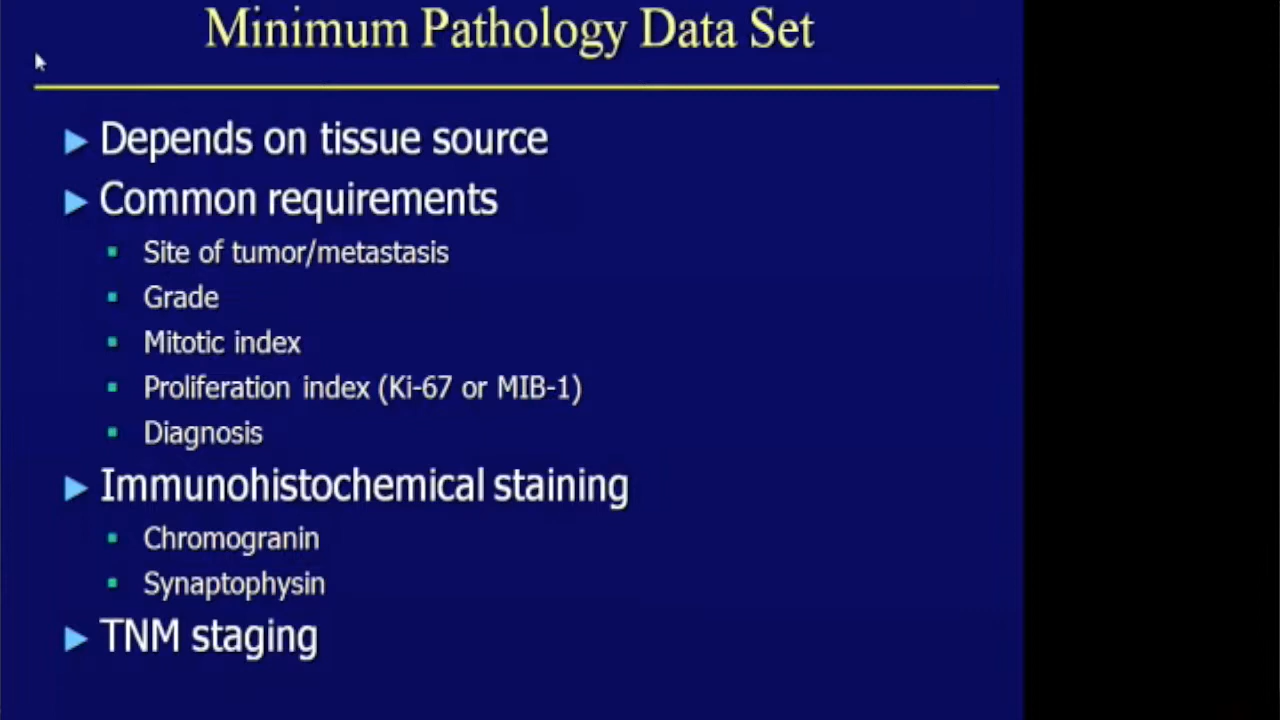 Minimum Pathology Data Set
Depends on tissue source
Common requirements
Site of tumor/metastasis
Grade
Mitotic index
Proliferation index (Ki-67 or MIB-1)
Diagnosis
Immunohistochemical staining
Chromogranin
Synaptophysin
TNM staging